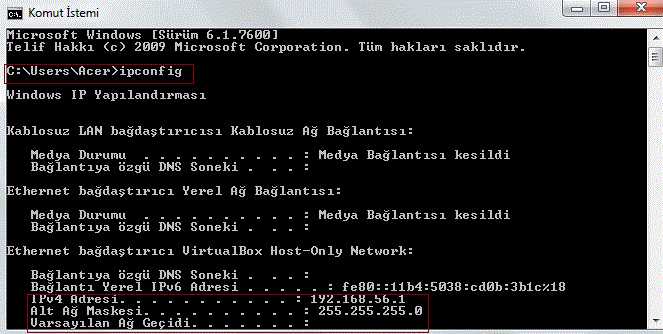 Komut İstemi
Microsoft Windows [Sürüm 6.1.7600]
Telif Hakkı (c) 2009 Microsoft Corporation. Tüm hakları saklıdır.
C:\Users\Acer>ipconfig
Windows IP Yapılandırması
Kablosuz LAN bağdaştırıcısı Kablosuz Ağ Bağlantısı:
Medya Durumu . . . . . . . . . . : Medya Bağlantısı kesildi
Bağlantıya özgü DNS Soneki . . . :
Ethernet bağdaştırıcı Yerel Ağ Bağlantısı:
Medya Durumu . . . . . . . . . . : Medya Bağlantısı kesildi
Bağlantıya özgü DNS Soneki . . . :
Ethernet bağdaştırıcı VirtualBox Host-Only Network:
Bağlantıya özgü DNS Soneki . . . :
Bağlantı Yerel IPv6 Adresi . . . . . : fe80::11b4:5038:cd0b:3b1c%18
IPv4 Adresi. . . . . . . . . . . : 192.168.56.1
Alt Ağ Maskesi. . . . . . . . . . : 255.255.255.0
Varsayılan Ağ Geçidi. . . . . . . :